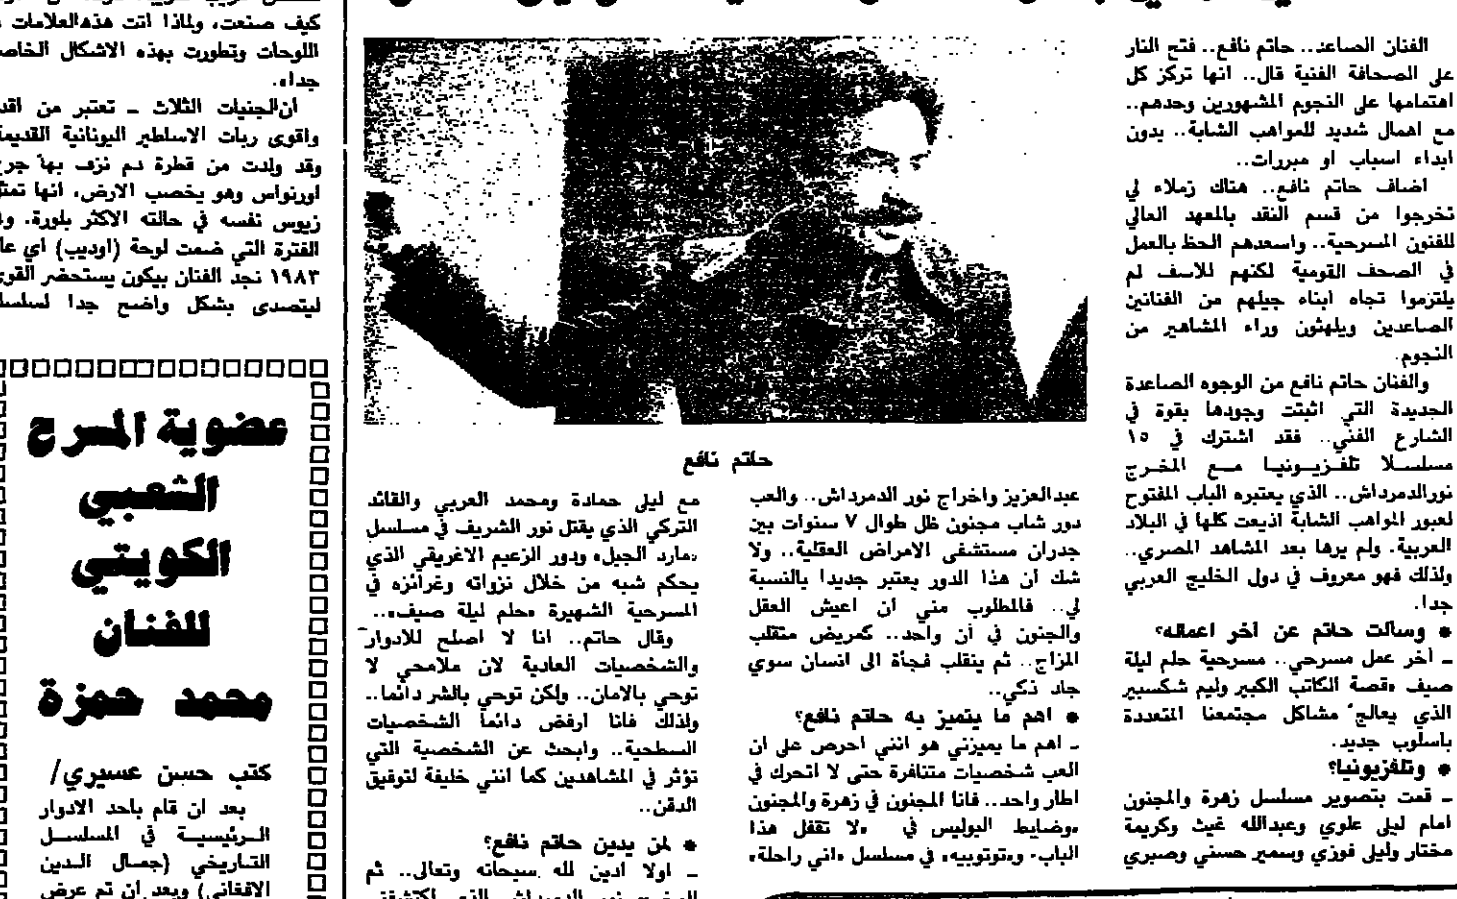 الفنان الصاعد.. حاتم نافع.. فتح النار
على الصحافة الفنية قال.. انها تركز كل
اهتمامها على النجوم المشهورين وحدهم..
مع اهمال شديد للمواهب الشابة.. بدون
ابداء اسباب او مبررات..
اضاف حاتم نافع.. هناك زملاء لي
تخرجوا من قسم النقد بالمعهد العالي
للفنون المسرحية.. واسعدهم الحظ بالعمل
في الصحف القومية لكنهم للاسف لم
يلتزموا تجاه ابناء جيلهم من الفنانين
الصاعدين ويلهثون وراء المشاهير من
النجوم.
والفنان حاتم نافع من الوجوه الصاعدة
الجديدة التي اثبتت وجودها بقوة في
الشارع الفني.. فقد اشترك في ١٥
مسلسلا تلفزيونيا مع المخرج
نورالدمرداش.. الذي يعتبره الباب المفتوح
لعبور المواهب الشابة اذيعت كلها في البلاد
العربية. ولم يرها بعد المشاهد المصري..
ولذلك فهو معروف في دول الخليج العربي
جدا.
● وسألت حاتم عن آخر اعماله؟
ـ آخر عمل مسرحي.. مسرحية حلم ليلة
صيف «قصة الكاتب الكبير وليم شكسبير
الذي يعالج مشاكل مجتمعنا المتعددة
باسلوب جديد.
● وتلفزيونيا؟
ـ قمت بتصوير مسلسل زهرة والمجنون
امام ليلى علوي وعبدالله غيث وكريمة
مختار وليلى فوزي وسمير حسني وصبري
حاتم نافع
عبدالعزيز واخراج نور الدمرداش.. والعب
دور شاب مجنون ظل طوال ٧ سنوات بين
جدران مستشفى الامراض العقلية.. ولا
شك ان هذا الدور يعتبر جديدا بالنسبة
لي.. فالمطلوب مني ان اعيش العقل
والجنون في آن واحد.. كمريض متقلب
المزاج.. ثم ينقلب فجأة الى انسان سوي
جاد ذكي..
● اهم ما يتميز به حاتم نافع؟
ـ اهم ما يميزني هو انني احرص على ان
العب شخصيات متنافرة حتى لا اتحرك في
اطار واحد.. فانا المجنون في زهرة والمجنون
«وضابط البوليس في «لا تقفل هذا
الباب» و«توتوبيه» في مسلسل «اني راحلة»
مع ليلى حمادة ومحمد العربي والقائد
التركي الذي يقتل نور الشريف في مسلسل
«مارد الجبل» ودور الزعيم الاغريقي الذي
يحكم شبه من خلال نزواته وغرائزه في
المسرحية الشهيرة «حلم ليلة صيف»..
وقال حاتم.. انا لا اصلح للادوار
والشخصيات العادية لان ملامحي لا
توحي بالامان.. ولكن توحي بالشر دائما..
ولذلك فانا ارفض دائما الشخصيات
السطحية.. وابحث عن الشخصية التي
تؤثر في المشاهدين كما انني خليفة لتوفيق
الدقن..
● لمن يدين حاتم نافع؟
ـ اولا ادين لله سبحانه وتعالى.. ثم
كيف صنعت، ولماذا اتت هذه العلامات
اللوحات وتطورت بهذه الاشكال الخاصة
جدا».
ان الجنيات الثلاث ـ تعتبر من اقد
واقوى ربات الاساطير اليونانية القديمة
وقد ولدت من قطرة دم نزف بها جرح
اورنواس وهو يخصب الارض، انها تمثل
زيوس نفسه في حالته الاكثر بلورة. و
الفترة التي ضمت لوحة (اوديب) اي عا
١٩٨٣ نجد الفنان بيكون يستحضر القوى
ليتصدى بشكل واضح جدا لسلسلة
عضوية المسرح
الشعبي
الكويتي
للفنان
محمد حمزة
كتب حسن عسيري/
بعد ان قام باحد الادوار
الرئيسية في المسلسل
التاريخي (جمال الدين
الافغاني) وبعد ان تم عرض